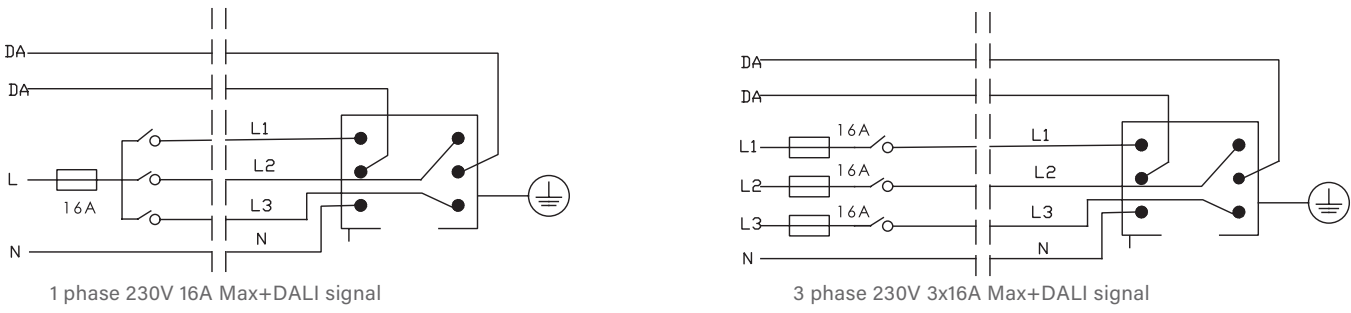 DA
DA
L1
L2
L
16A
L3
N
N
1 phase 230V 16A Max+DALI signal
DA
DA
16A
L1
L1
16A
L2
L2
16A
L3
L3
N
N
3 phase 230V 3x16A Max+DALI signal